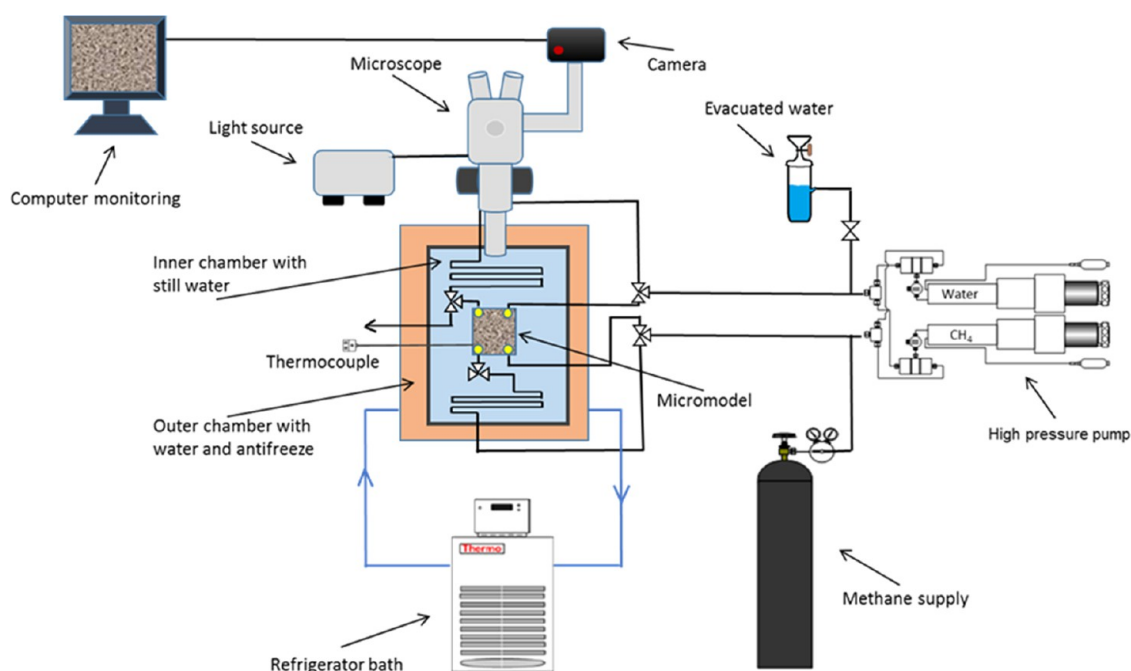 Microscope
Camera
Evacuated water
Light source
Computer monitoring
Inner chamber with
still water
Water
CH₄
Thermocouple
Micromodel
Outer chamber with
water and antifreeze
High pressure pump
Thermo
Methane supply
Refrigerator bath